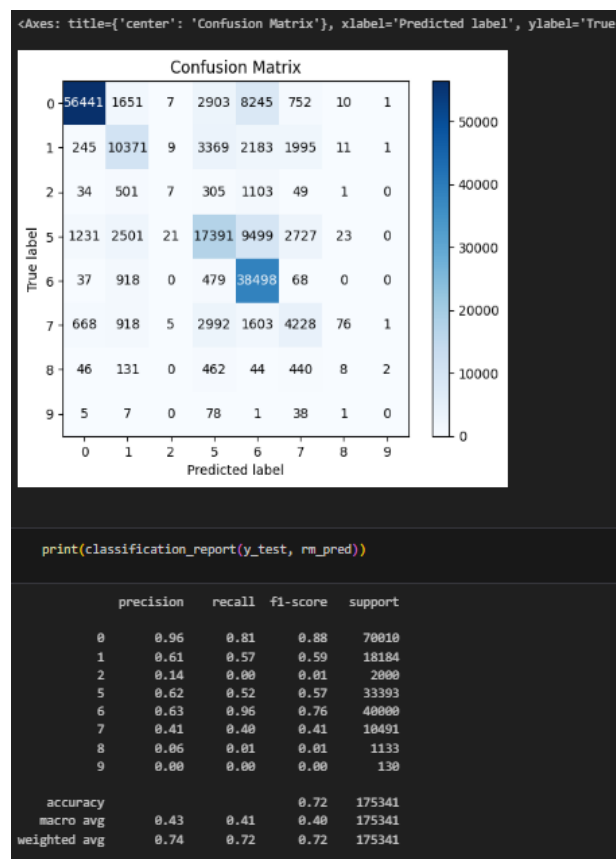 <Axes: title={'center': 'Confusion Matrix'}, xlabel='Predicted label', ylabel='True
Confusion Matrix
0 56441 1651 7 2903 8245 752 10 1
1 245 10371 9 3369 2183 1995 11 1
2 34 501 7 305 1103 49 1 0
5 1231 2501 21 17391 9499 2727 23 0
6 37 918 0 479 38498 68 0 0
7 668 918 5 2992 1603 4228 76 1
8 46 131 0 462 44 440 8 2
9 5 7 0 78 1 38 1 0
0 1 2 5 6 7 8 9
Predicted label
True label
50000
40000
30000
20000
10000
0
print(classification_report(y_test, rm_pred))
precision recall f1-score support
0 0.96 0.81 0.88 70010
1 0.61 0.57 0.59 18184
2 0.14 0.00 0.01 2000
5 0.62 0.52 0.57 33393
6 0.63 0.96 0.76 40000
7 0.41 0.40 0.41 10491
8 0.06 0.01 0.01 1133
9 0.00 0.00 0.00 130
accuracy 0.72 175341
macro avg 0.43 0.41 0.40 175341
weighted avg 0.74 0.72 0.72 175341